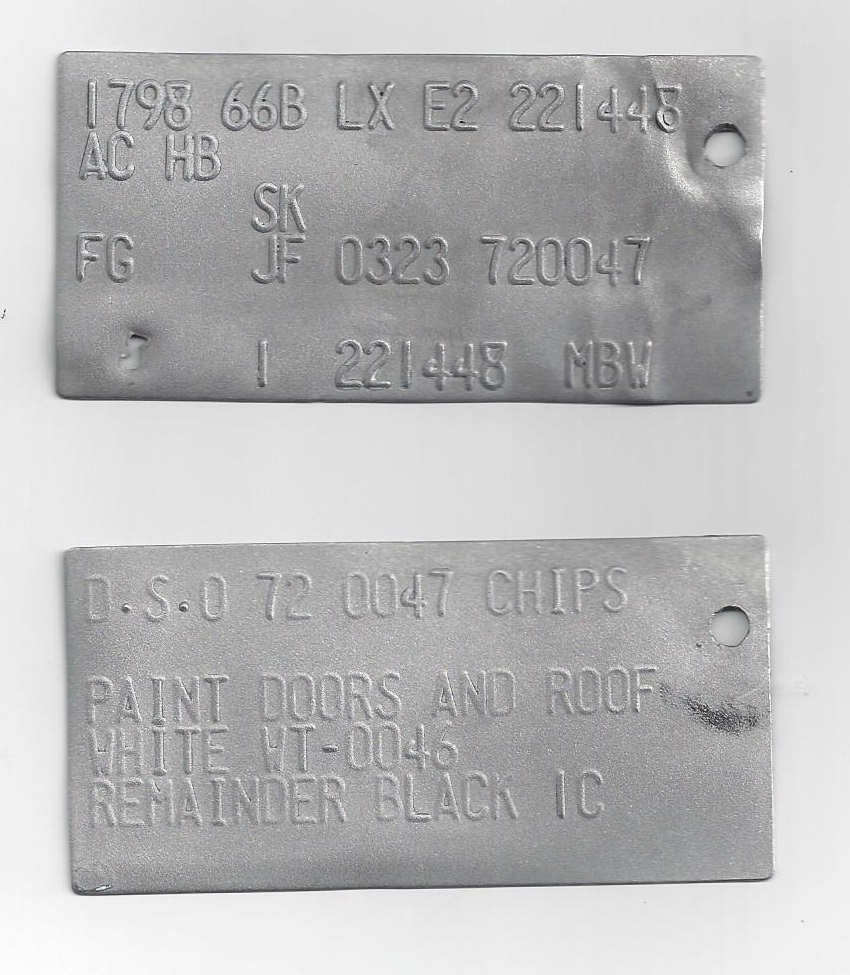 1798 66B LX E2 221448
AC HB
SK
FG JF 0323 720047
J 1 221448 MBW
D.S.O 72 0047 CHIPS
PAINT DOORS AND ROOF
WHITE WT-0046
REMAINDER BLACK 1C